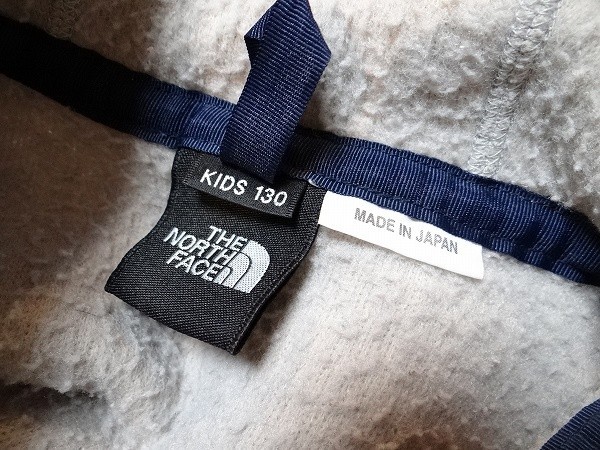 KIDS 130
THE
NORTH
FACE
MADE IN JAPAN